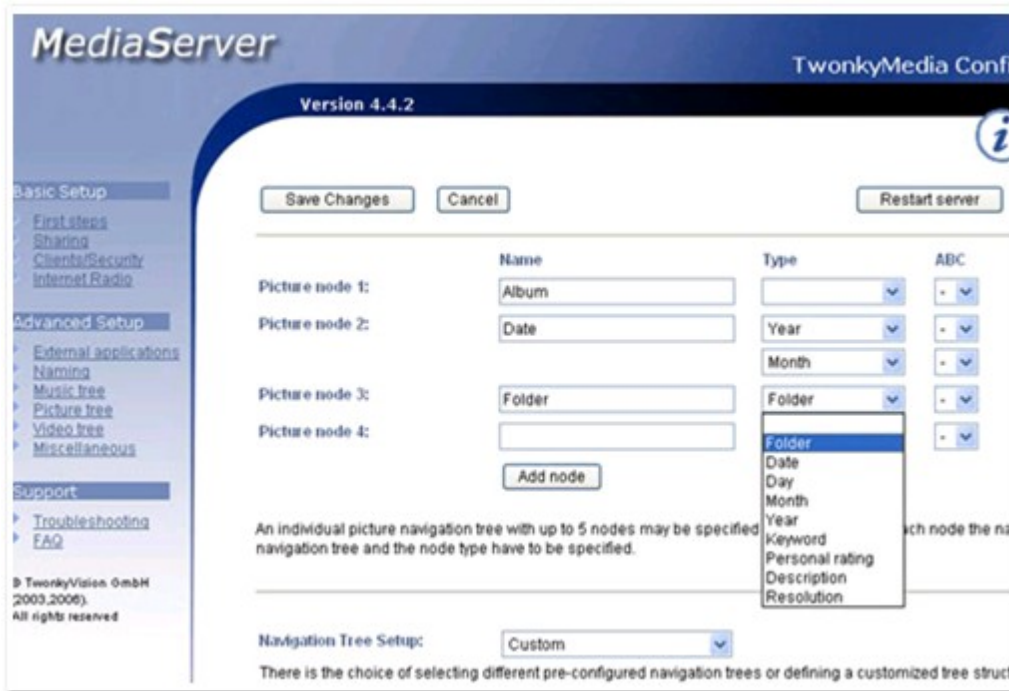 MediaServer
TwonkyMedia Confi
Version 4.4.2
i
Basic Setup
First steps
Sharing
Clients/Security
Internet Radio
Advanced Setup
External applications
Naming
Music tree
Picture tree
Video tree
Miscellaneous
Support
Troubleshooting
FAQ
© TwonkyVision GmbH
(2003,2006).
All rights reserved
Save Changes Cancel Restart server
Name Type ABC
Picture node 1: Album -
Picture node 2: Date Year -
Month -
Picture node 3: Folder Folder -
Picture node 4: -
Folder
Date
Day
Month
Year
Keyword
Personal rating
Description
Resolution
Add node
An individual picture navigation tree with up to 5 nodes may be specified ch node the na
navigation tree and the node type have to be specified.
Navigation Tree Setup: Custom
There is the choice of selecting different pre-configured navigation trees or defining a customized tree struct